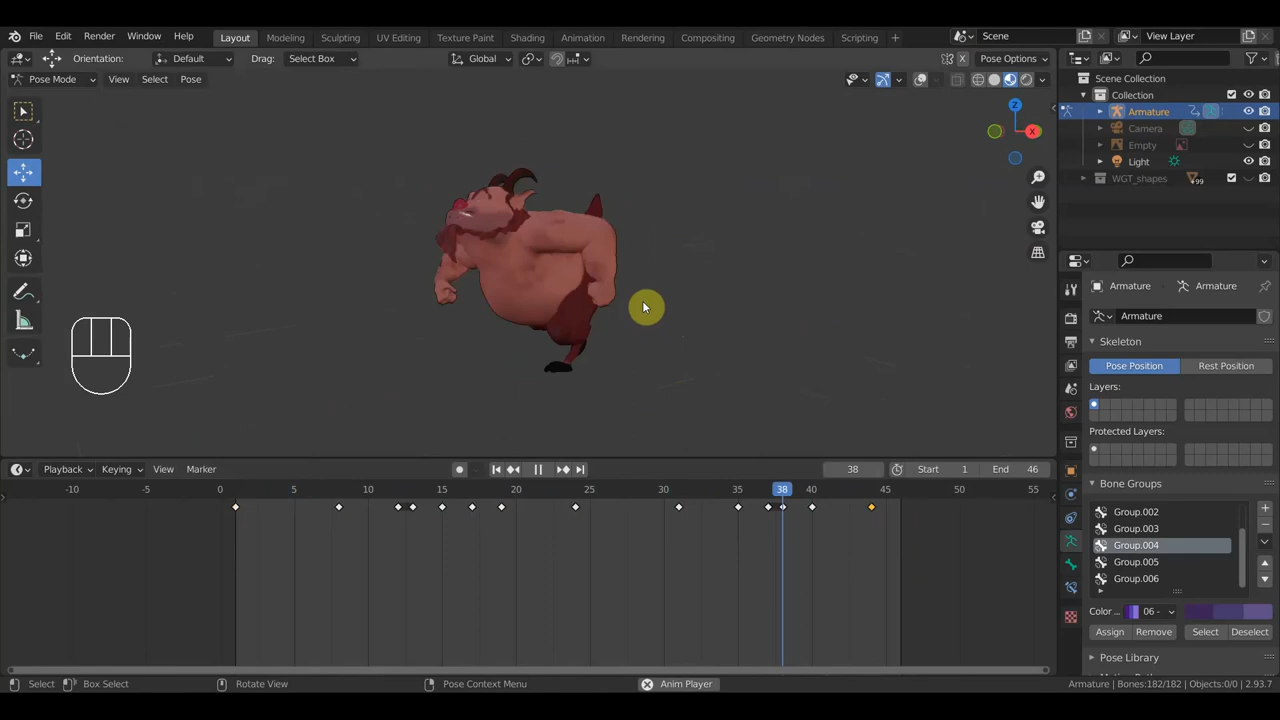 File Edit Render Window Help Layout Modeling Sculpting UV Editing Texture Paint Shading Animation Rendering Compositing Geometry Nodes Scripting Scene View Layer
Orientation: Default Drag: Select Box Global X Pose Options
Pose Mode View Select Pose
Scene Collection
Collection
Armature
Camera
Empty
Light
WGT_shapes 99
Z
X
Armature Armature
Armature
Skeleton
Pose Position Rest Position
Layers:
Protected Layers:
Bone Groups
Group.002
Group.003
Group.004
Group.005
Group.006
Color ... 06 -
Assign Remove Select Deselect
Pose Library
Playback Keying View Marker 38 Start 1 End 46
-10 -5 0 5 10 15 20 25 30 35 38 40 45 50 55
Select Box Select Rotate View Pose Context Menu Anim Player Armature | Bones:182/182 | Objects:0/0 | 2.93.7